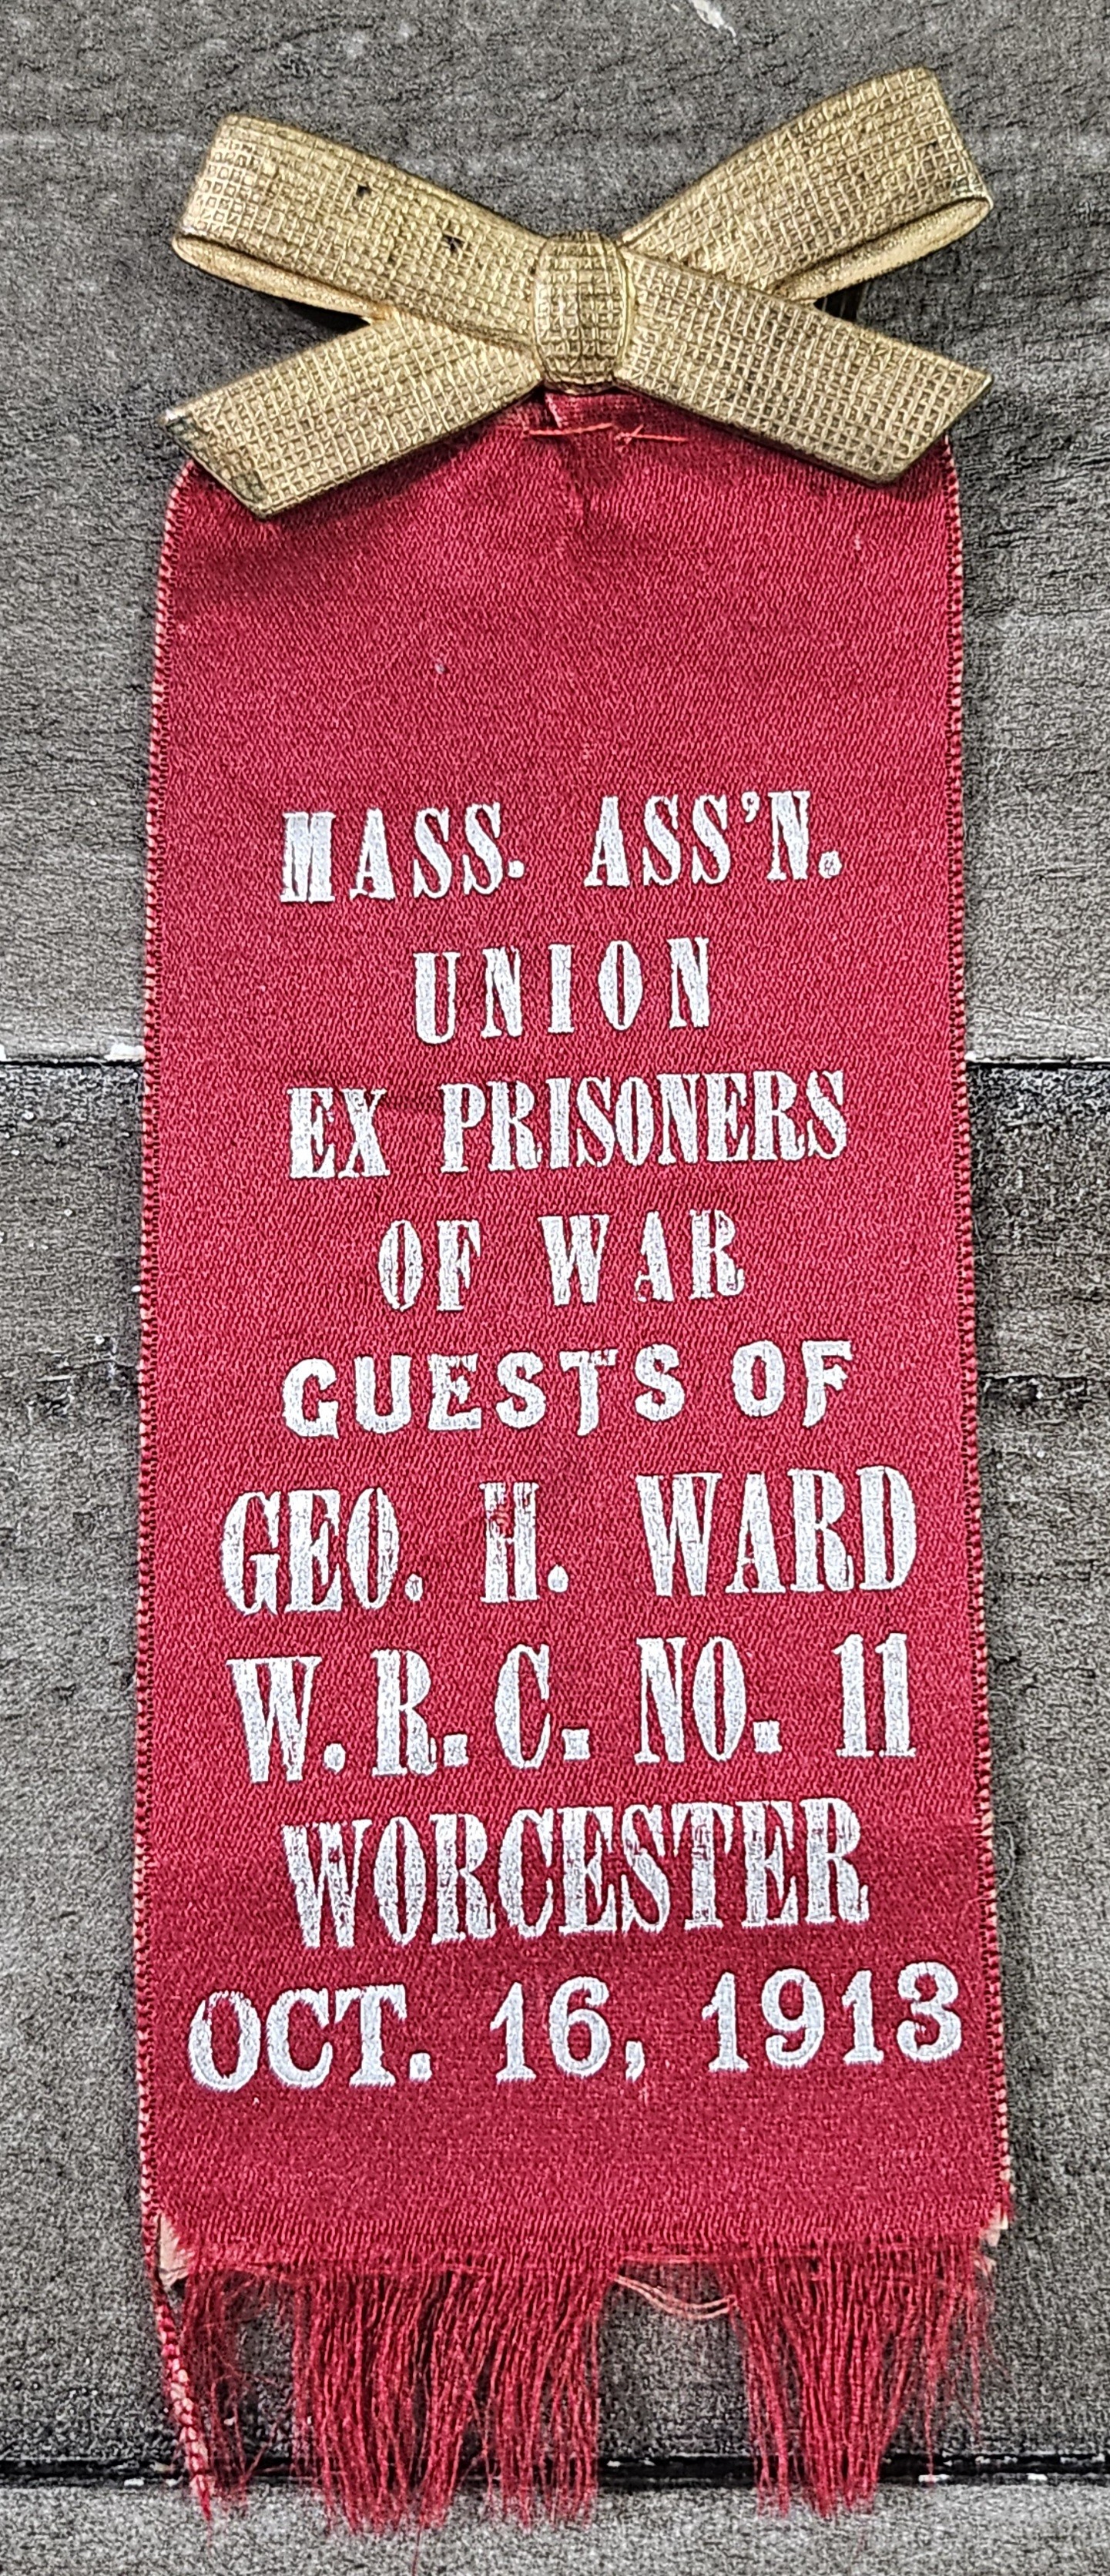 MASS. ASS'N.
UNION
EX PRISONERS
OF WAR
GUESTS OF
GEO. H. WARD
W. R. C. NO. 11
WORCESTER
OCT. 16, 1913